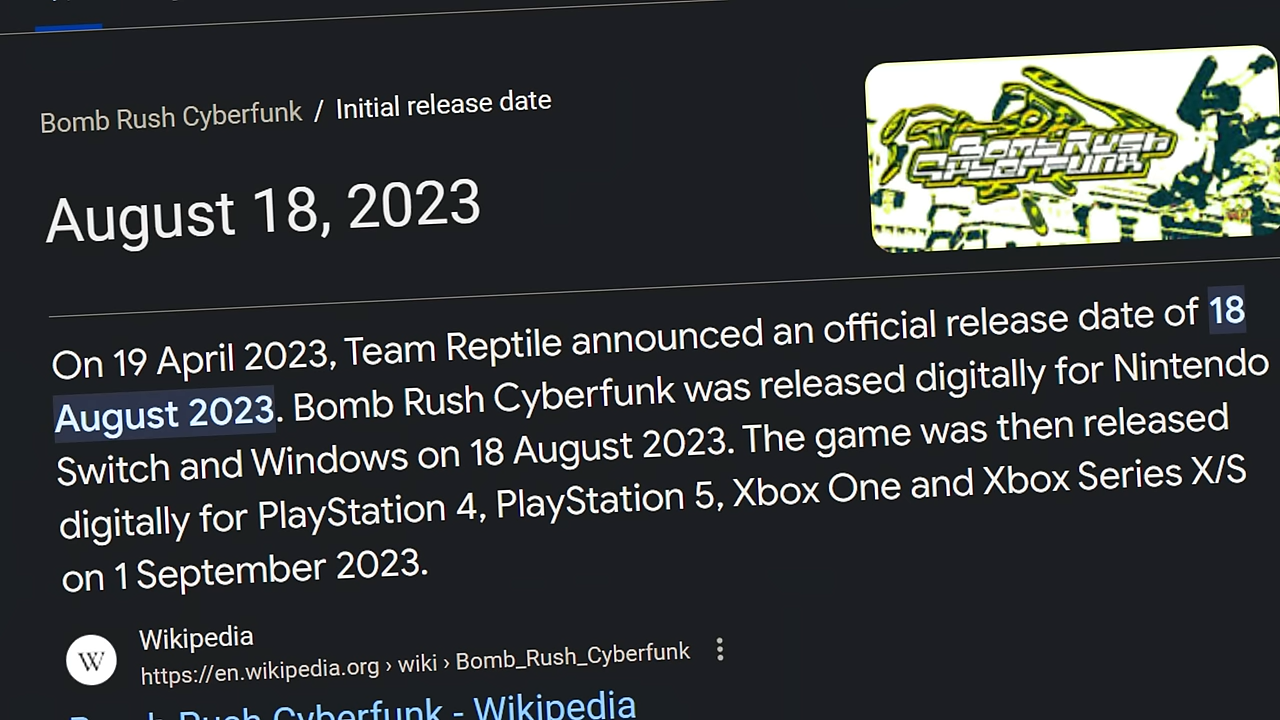 Bomb Rush Cyberfunk / Initial release date
Bomb Rush
Cyberfunk
August 18, 2023
On 19 April 2023, Team Reptile announced an official release date of 18
August 2023. Bomb Rush Cyberfunk was released digitally for Nintendo
Switch and Windows on 18 August 2023. The game was then released
digitally for PlayStation 4, PlayStation 5, Xbox One and Xbox Series X/S
on 1 September 2023.
Wikipedia
https://en.wikipedia.org › wiki › Bomb_Rush_Cyberfunk
Bomb Rush Cyberfunk - Wikipedia